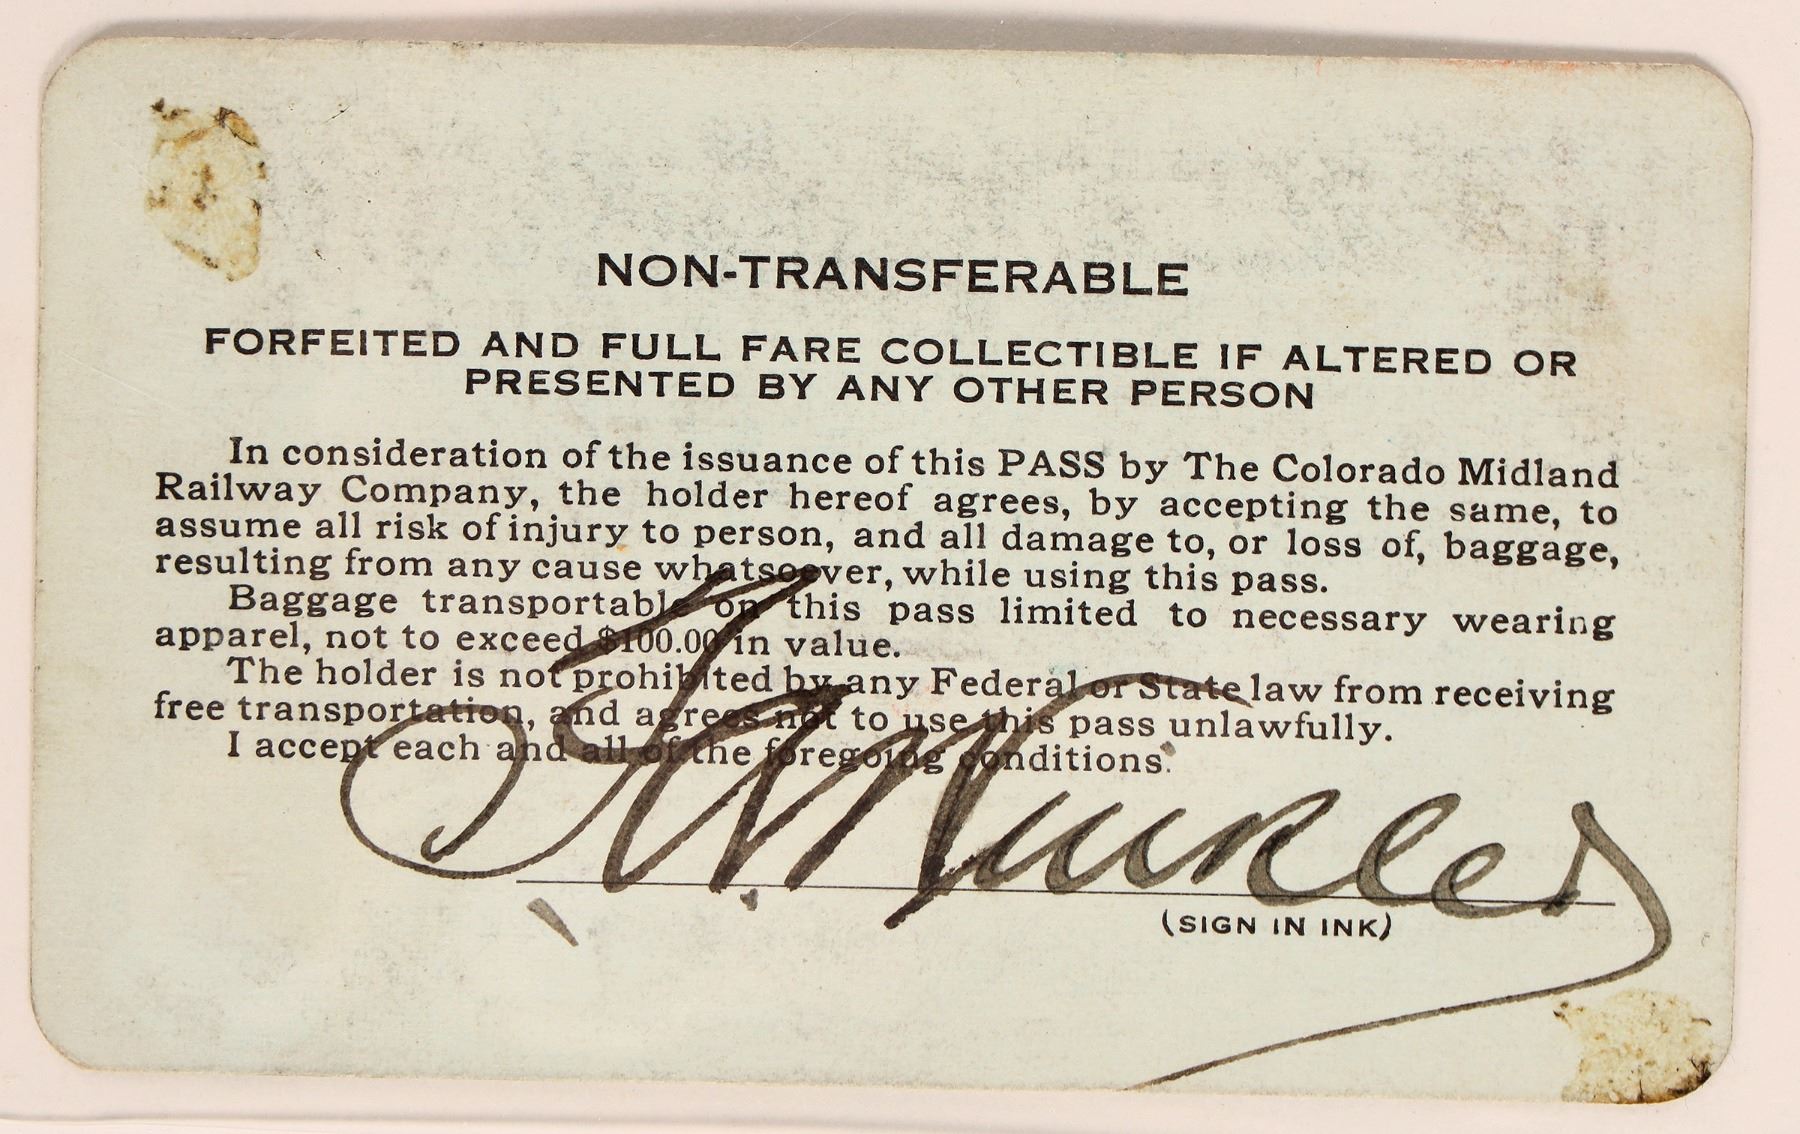 NON-TRANSFERABLE
FORFEITED AND FULL FARE COLLECTIBLE IF ALTERED OR
PRESENTED BY ANY OTHER PERSON
In consideration of the issuance of this PASS by The Colorado Midland
Railway Company, the holder hereof agrees, by accepting the same, to
assume all risk of injury to person, and all damage to, or loss of, baggage,
resulting from any cause whatsoever, while using this pass.
Baggage transportable on this pass limited to necessary wearing
apparel, not to exceed $100.00 in value.
The holder is not prohibited by any Federal or State law from receiving
free transportation, and agrees not to use this pass unlawfully.
I accept each and all of the foregoing conditions.
(SIGN IN INK)